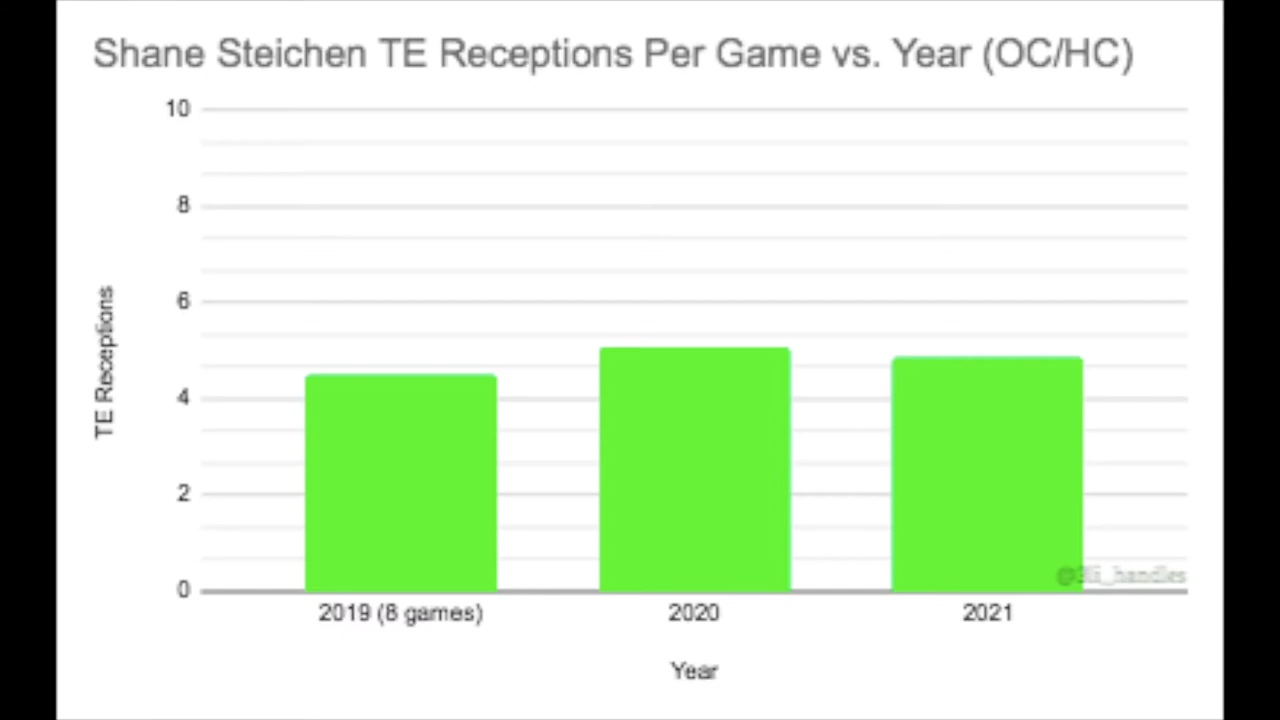 Shane Steichen TE Receptions Per Game vs. Year (OC/HC)
10
8
6
4
2
0
TE Receptions
2019 (8 games)
2020
2021
Year